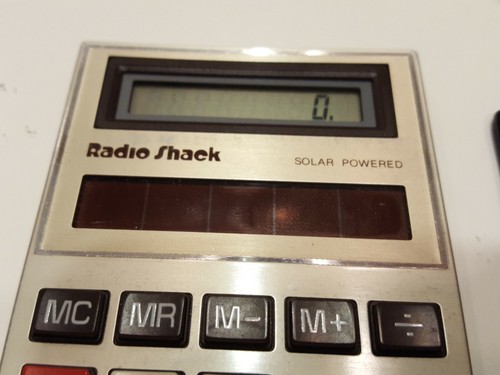 0.
Radio Shack SOLAR POWERED
MC MR M- M+ ÷